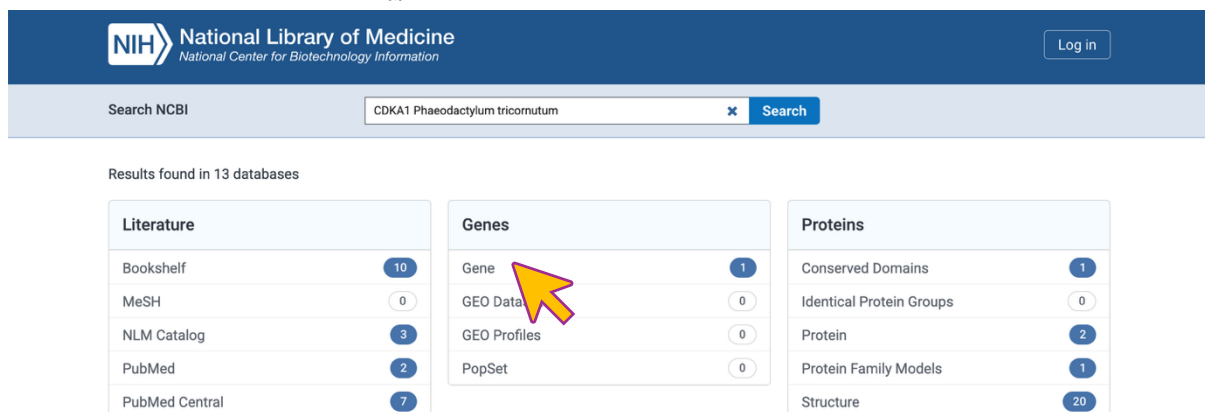 NIH National Library of Medicine
National Center for Biotechnology Information
Log in
Search NCBI
CDKA1 Phaeodactylum tricornutum
Search
Results found in 13 databases
Literature
Bookshelf 10
MeSH 0
NLM Catalog 3
PubMed 2
PubMed Central 7
Genes
Gene 1
GEO Data 0
GEO Profiles 0
PopSet 0
Proteins
Conserved Domains 1
Identical Protein Groups 0
Protein 2
Protein Family Models 1
Structure 20